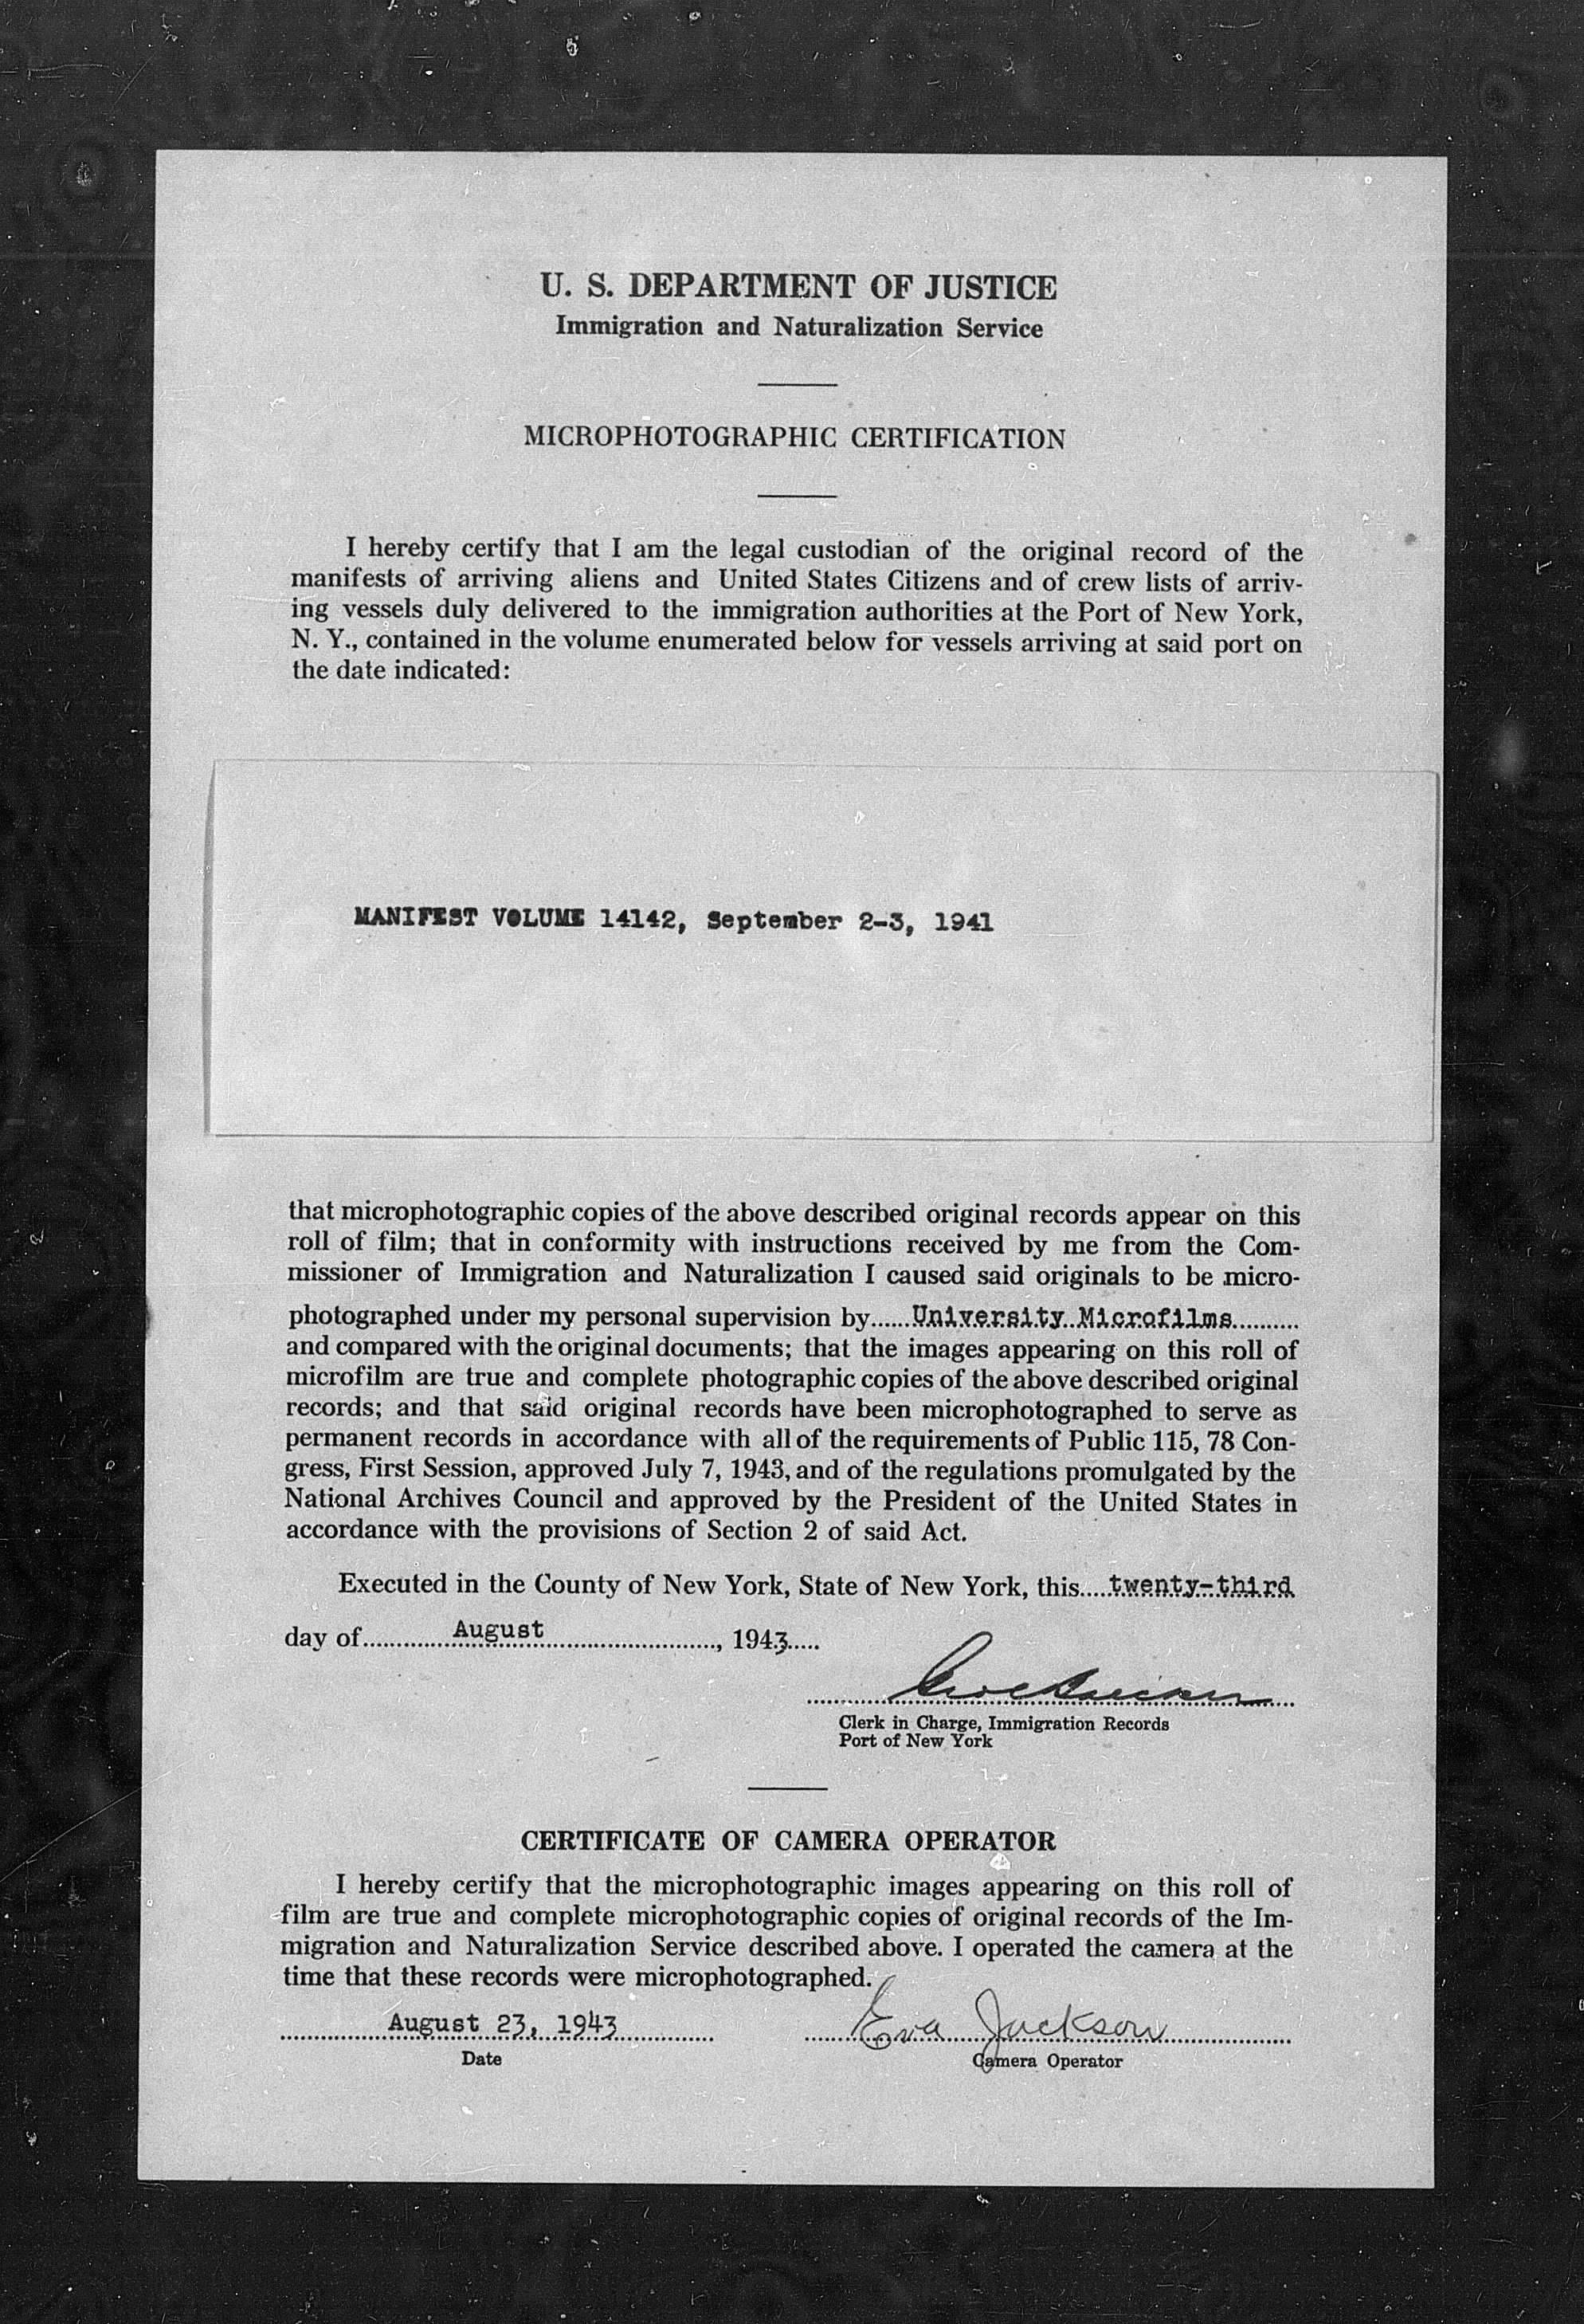 U. S. DEPARTMENT OF JUSTICE
Immigration and Naturalization Service
MICROPHOTOGRAPHIC CERTIFICATION
I hereby certify that I am the legal custodian of the original record of the
manifests of arriving aliens and United States Citizens and of crew lists of arriv-
ing vessels duly delivered to the immigration authorities at the Port of New York,
N. Y., contained in the volume enumerated below for vessels arriving at said port on
the date indicated:
MANIFEST VOLUME 14142, September 2-3, 1941
that microphotographic copies of the above described original records appear on this
roll of film; that in conformity with instructions received by me from the Com-
missioner of Immigration and Naturalization I caused said originals to be micro-
photographed under my personal supervision by......University Microfilms..........
and compared with the original documents; that the images appearing on this roll of
microfilm are true and complete photographic copies of the above described original
records; and that said original records have been microphotographed to serve as
permanent records in accordance with all of the requirements of Public 115, 78 Con-
gress, First Session, approved July 7, 1943, and of the regulations promulgated by the
National Archives Council and approved by the President of the United States in
accordance with the provisions of Section 2 of said Act.
Executed in the County of New York, State of New York, this.....twenty-third
day of..............August..............................., 1943.....
Clerk in Charge, Immigration Records
Port of New York
CERTIFICATE OF CAMERA OPERATOR
I hereby certify that the microphotographic images appearing on this roll of
film are true and complete microphotographic copies of original records of the Im-
migration and Naturalization Service described above. I operated the camera at the
time that these records were microphotographed.
August 23, 1943 Eva Jackson
Date Camera Operator